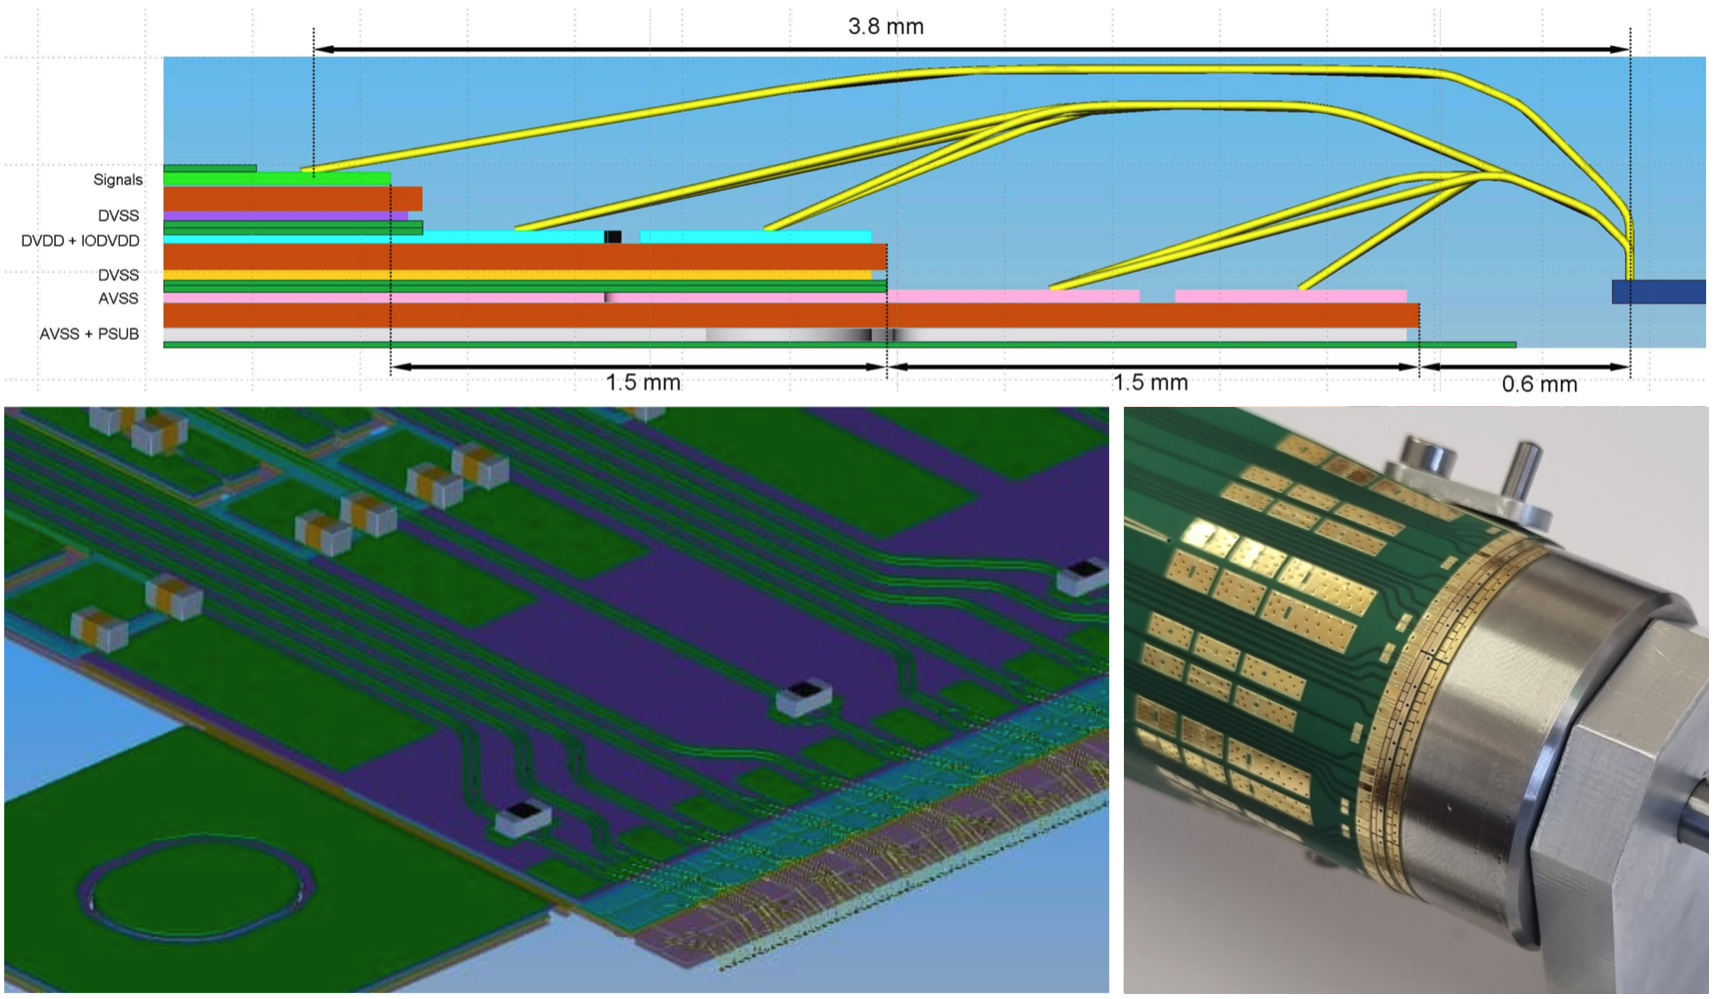 3.8 mm
Signals
DVSS
DVDD + IODVDD
DVSS
AVSS
AVSS + PSUB
1.5 mm
1.5 mm
0.6 mm